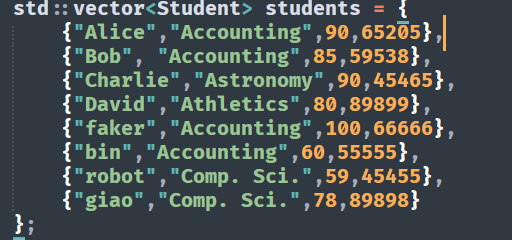 std::vector<Student> students = {
{"Alice","Accounting",90,65205},
{"Bob", "Accounting",85,59538},
{"Charlie","Astronomy",90,45465},
{"David","Athletics",80,89899},
{"faker","Accounting",100,66666},
{"bin","Accounting",60,55555},
{"robot","Comp. Sci.",59,45455},
{"giao","Comp. Sci.",78,89898}
};